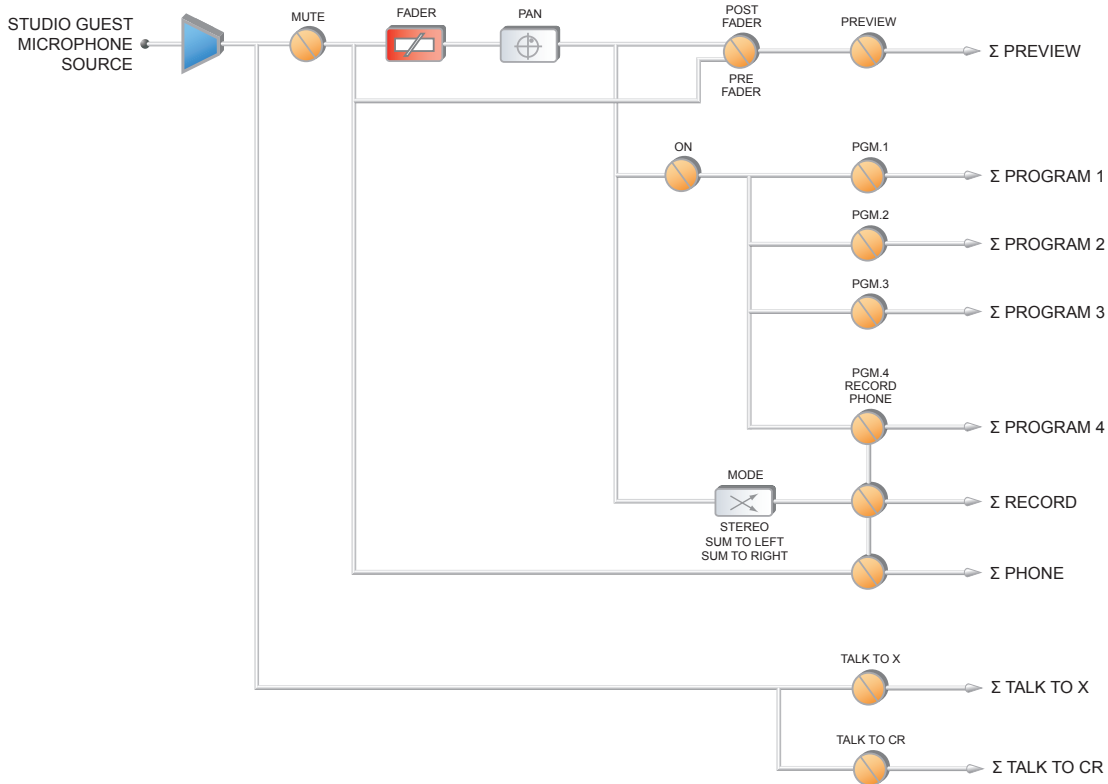 STUDIO GUEST
MICROPHONE
SOURCE
MUTE
FADER
PAN
POST
FADER
PRE
FADER
PREVIEW
Σ PREVIEW
ON
PGM.1
Σ PROGRAM 1
PGM.2
Σ PROGRAM 2
PGM.3
Σ PROGRAM 3
PGM.4
RECORD
PHONE
Σ PROGRAM 4
MODE
STEREO
SUM TO LEFT
SUM TO RIGHT
Σ RECORD
Σ PHONE
TALK TO X
Σ TALK TO X
TALK TO CR
Σ TALK TO CR